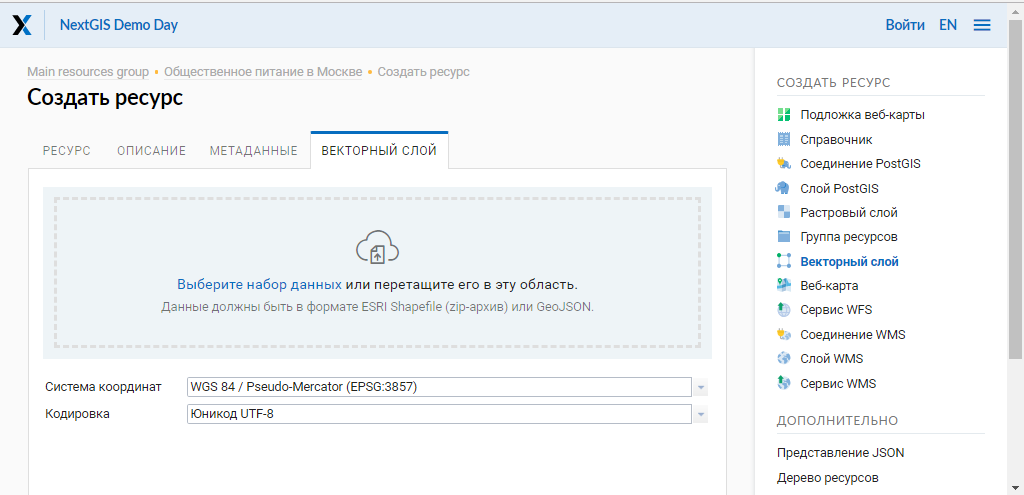 NextGIS Demo Day
Войти EN
Main resources group • Общественное питание в Москве • Создать ресурс
Создать ресурс
РЕСУРС ОПИСАНИЕ МЕТАДАННЫЕ ВЕКТОРНЫЙ СЛОЙ
Выберите набор данных или перетащите его в эту область.
Данные должны быть в формате ESRI Shapefile (zip-архив) или GeoJSON.
Система координат WGS 84 / Pseudo-Mercator (EPSG:3857)
Кодировка Юникод UTF-8
СОЗДАТЬ РЕСУРС
Подложка веб-карты
Справочник
Соединение PostGIS
Слой PostGIS
Растровый слой
Группа ресурсов
Векторный слой
Веб-карта
Сервис WFS
Соединение WMS
Слой WMS
Сервис WMS
ДОПОЛНИТЕЛЬНО
Представление JSON
Дерево ресурсов